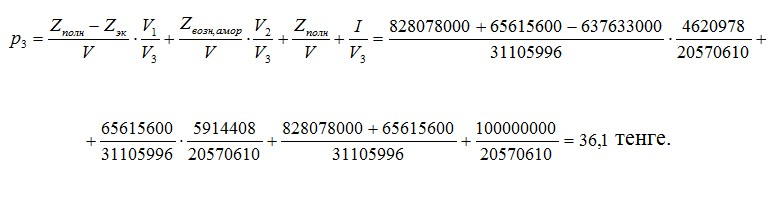 p₃ = (Z_полн − Z_эк)/V · V₁/V₃ + Z_возн,амор/V · V₂/V₃ + Z_полн/V + I/V₃ = (828078000 + 65615600 − 637633000)/31105996 · 4620978/20570610 +
+ 65615600/31105996 · 5914408/20570610 + (828078000 + 65615600)/31105996 + 100000000/20570610 = 36,1 тенге.